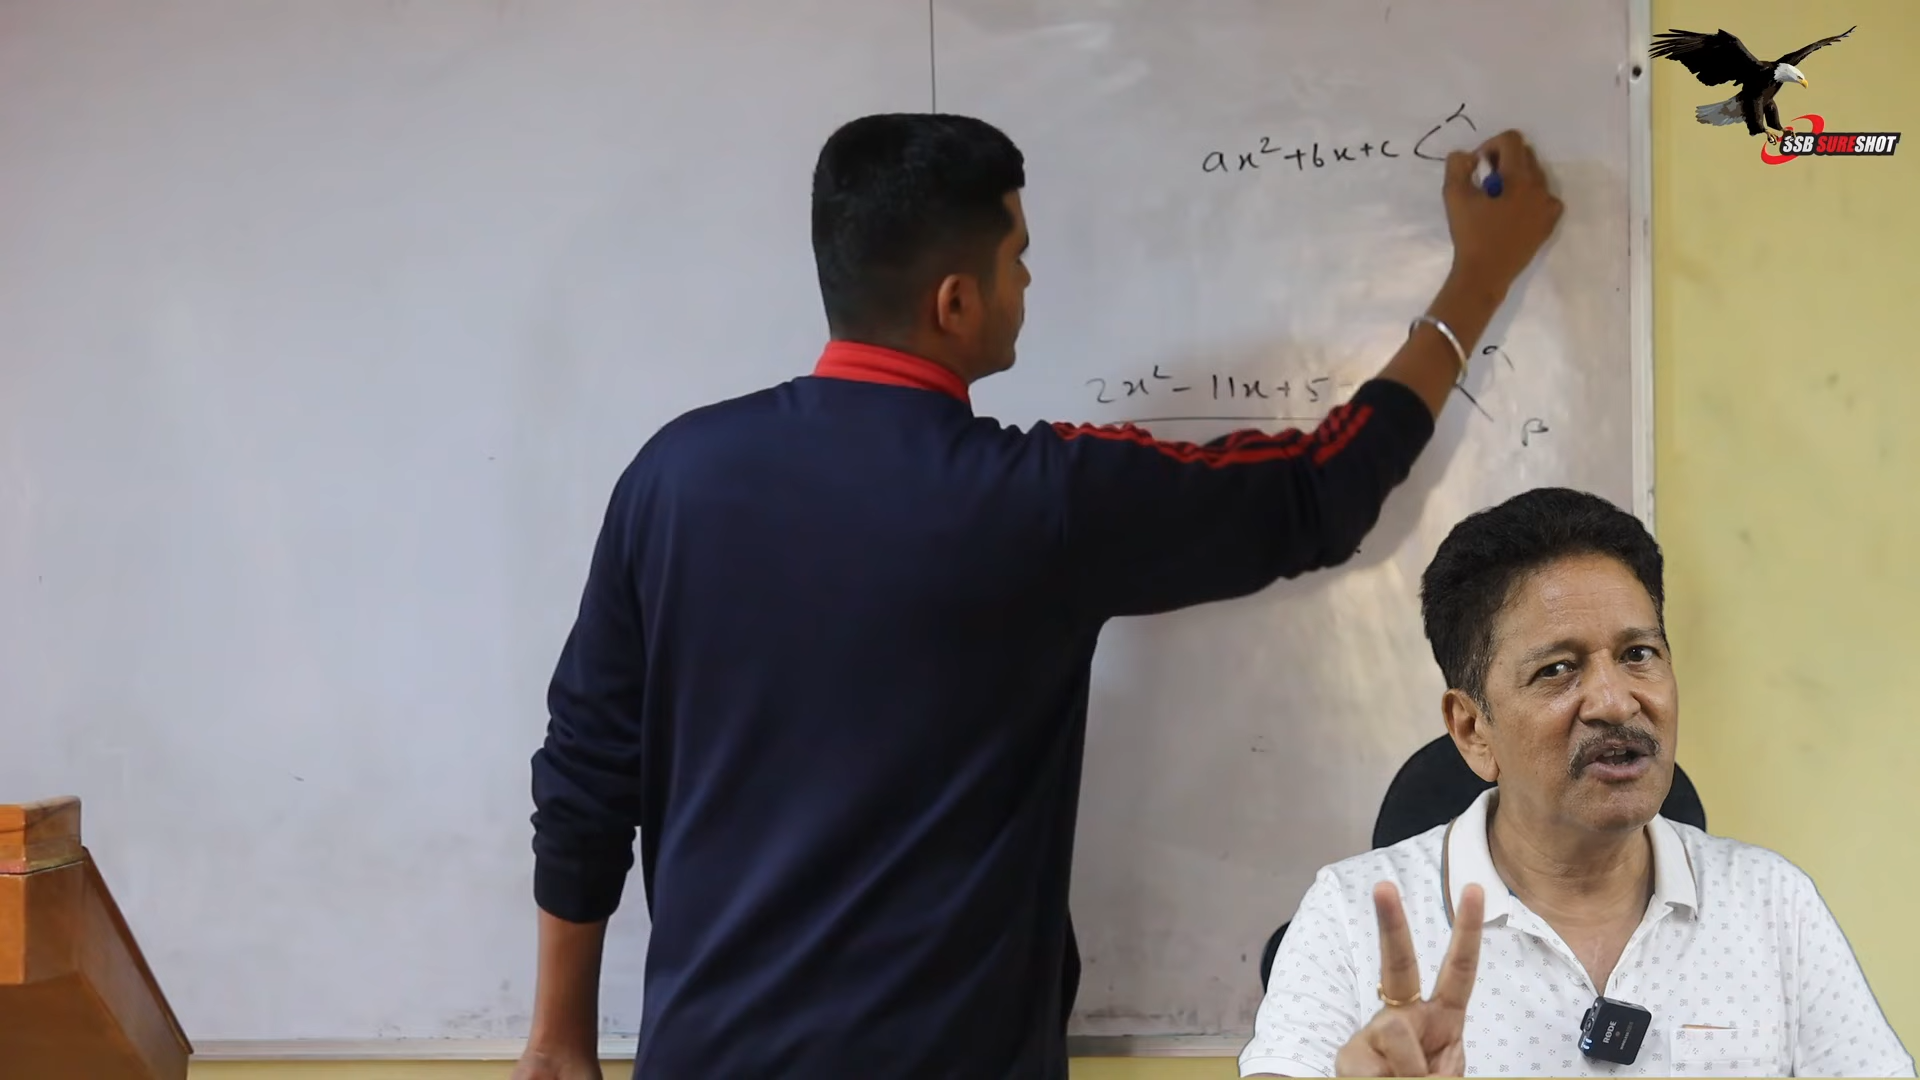 SSB SURESHOT
ax²+bx+c
2x²-11x+5
α
β
RODE